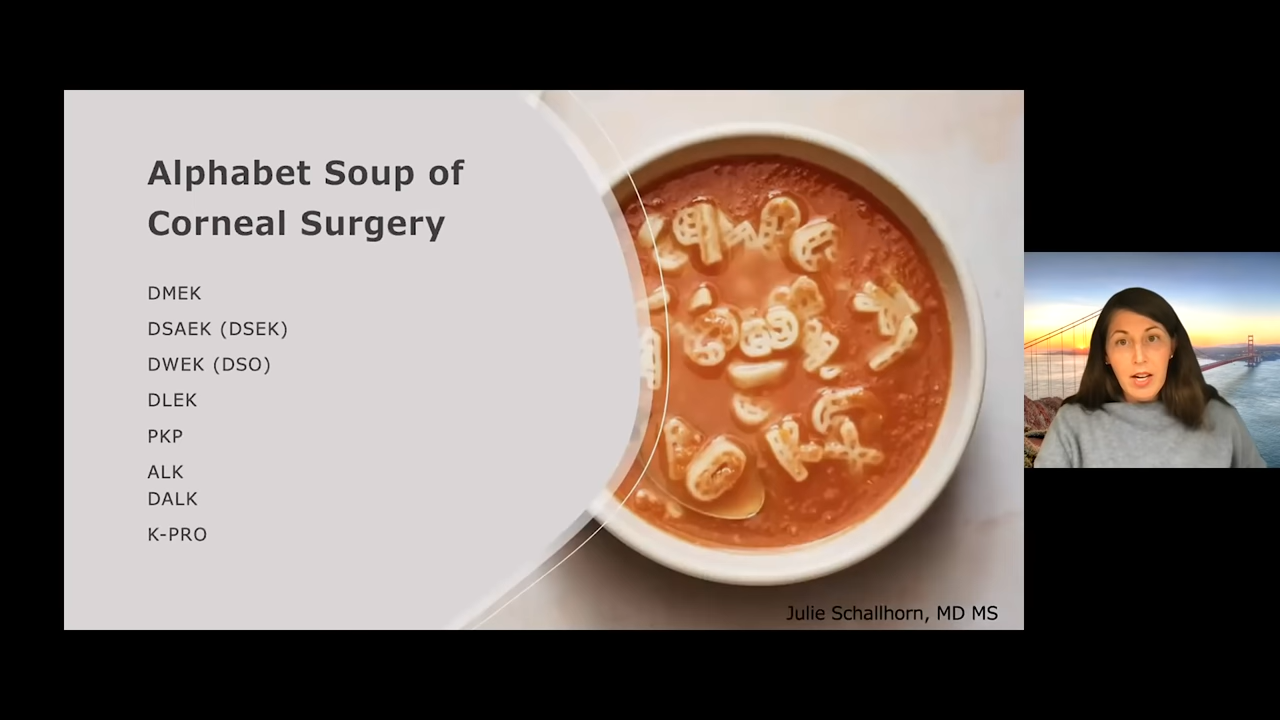 Alphabet Soup of
Corneal Surgery
DMEK
DSAEK (DSEK)
DWEK (DSO)
DLEK
PKP
ALK
DALK
K-PRO
Julie Schallhorn, MD MS